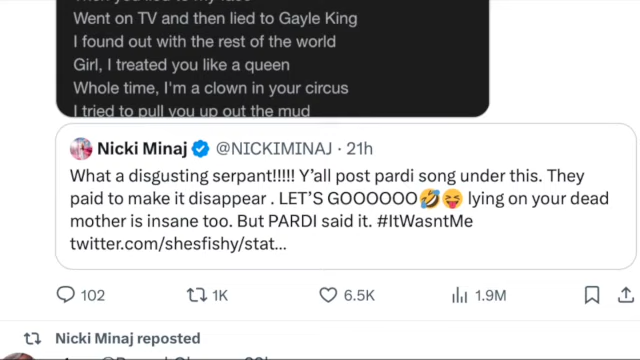 Went on TV and then lied to Gayle King
I found out with the rest of the world
Girl, I treated you like a queen
Whole time, I'm a clown in your circus
I tried to pull you up out the mud
Nicki Minaj @NICKIMINAJ · 21h
What a disgusting serpant!!!!! Y'all post pardi song under this. They
paid to make it disappear . LET'S GOOOOOO🤣😝 lying on your dead
mother is insane too. But PARDI said it. #ItWasntMe
twitter.com/shesfishy/stat...
102 1K 6.5K 1.9M
Nicki Minaj reposted